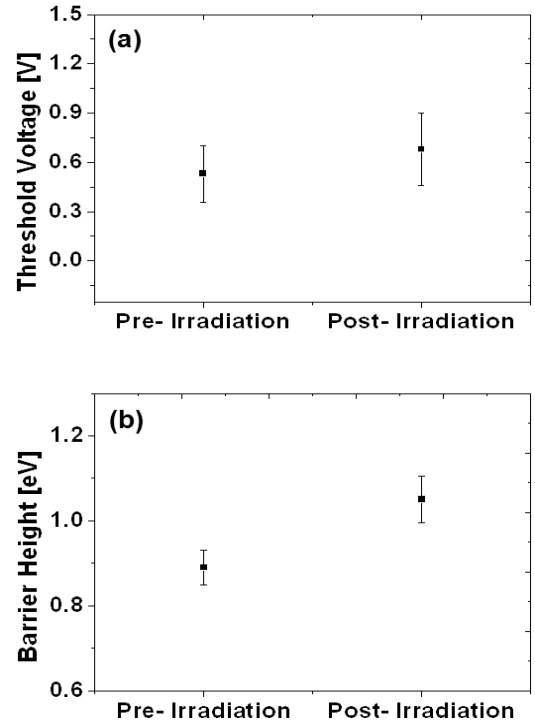 (a)
Threshold Voltage [V]
1.5
1.2
0.9
0.6
0.3
0.0
Pre- Irradiation
Post- Irradiation
(b)
Barrier Height [eV]
1.2
1.0
0.8
0.6
Pre- Irradiation
Post- Irradiation